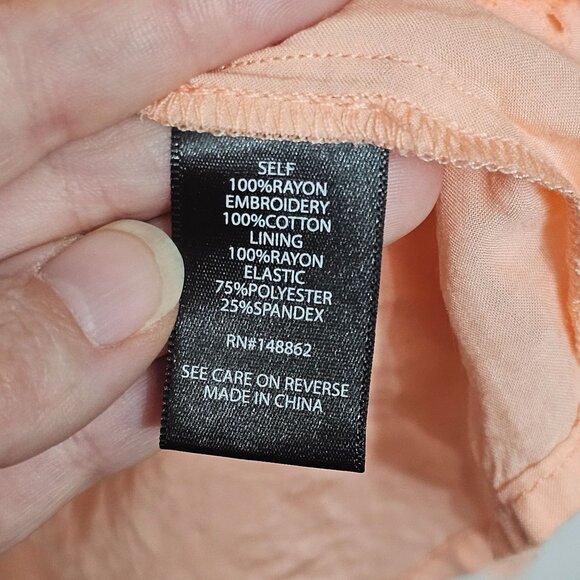 SELF
100%RAYON
EMBROIDERY
100%COTTON
LINING
100%RAYON
ELASTIC
75%POLYESTER
25%SPANDEX
RN#148862
SEE CARE ON REVERSE
MADE IN CHINA